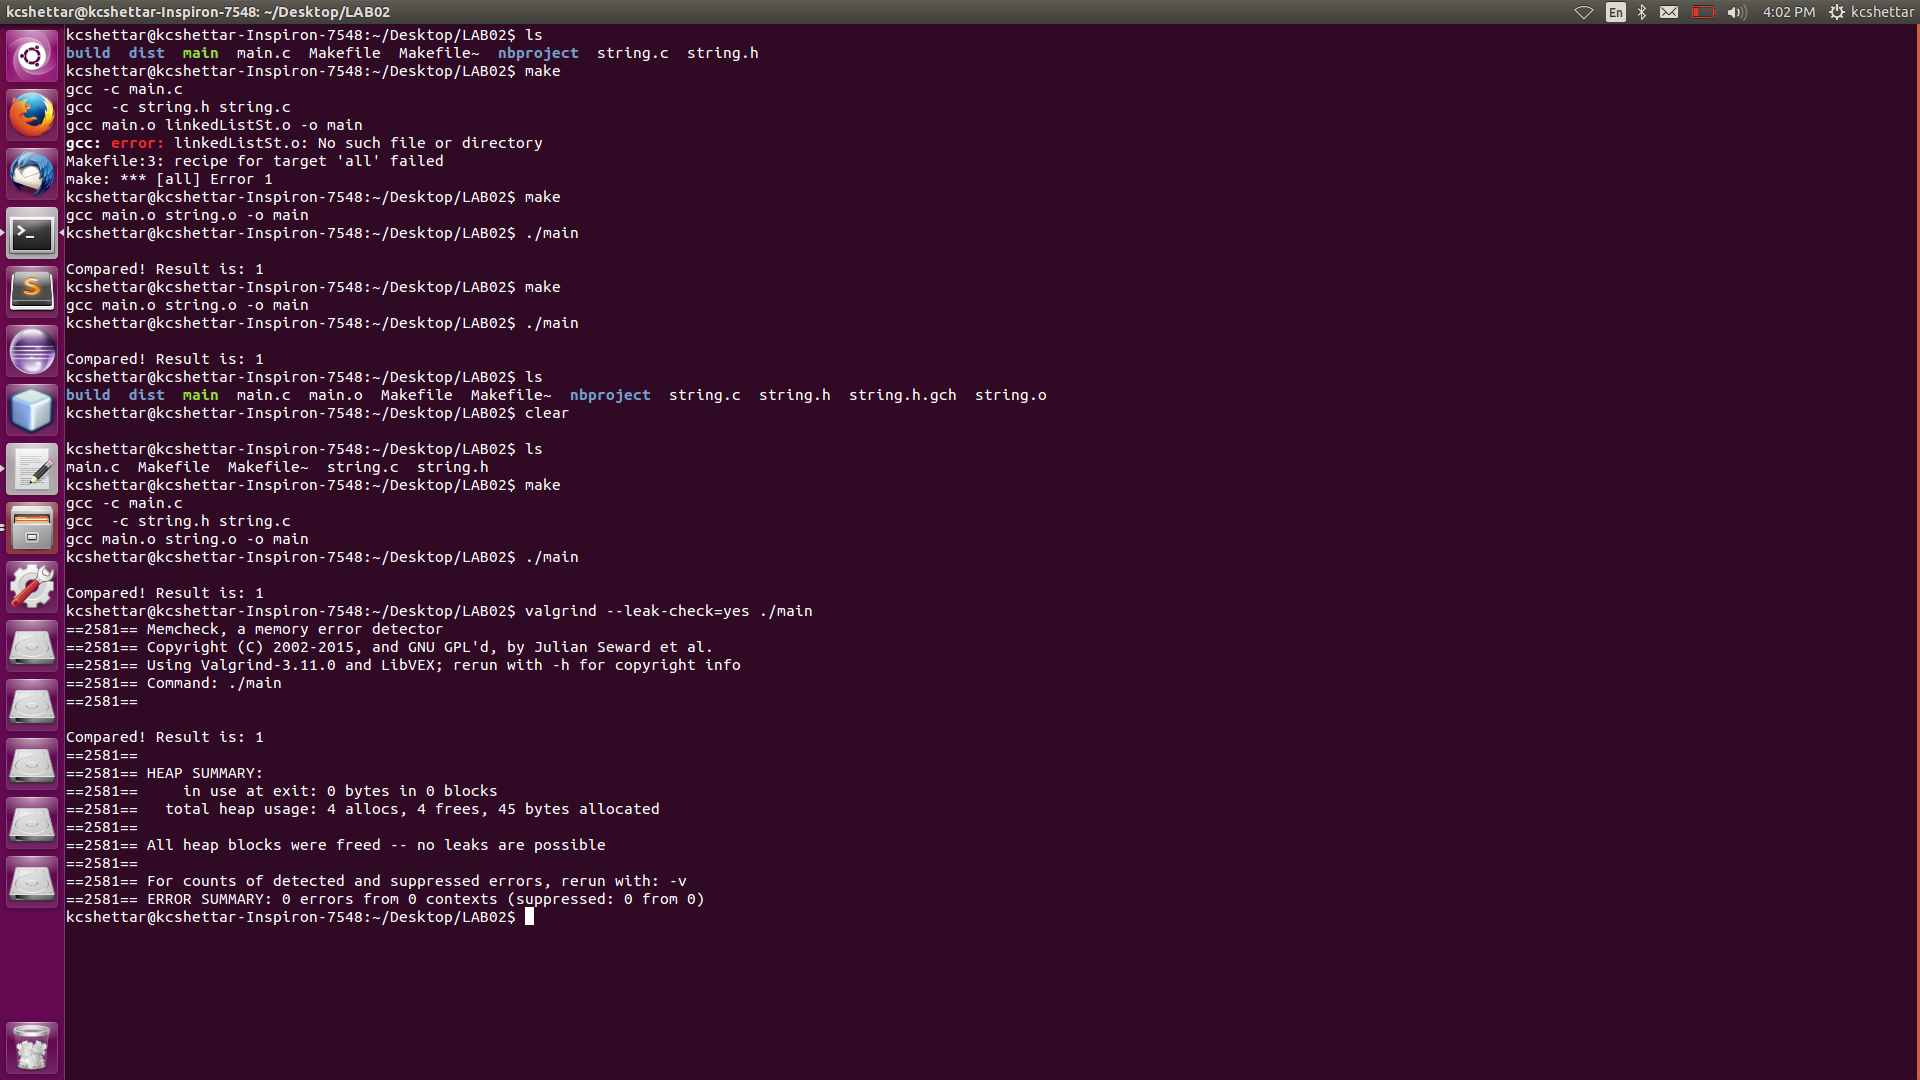 kcshettar@kcshettar-Inspiron-7548: ~/Desktop/LAB02
En
4:02 PM
kcshettar
kcshettar@kcshettar-Inspiron-7548:~/Desktop/LAB02$ ls
build  dist  main  main.c  Makefile  Makefile~  nbproject  string.c  string.h
kcshettar@kcshettar-Inspiron-7548:~/Desktop/LAB02$ make
gcc -c main.c
gcc  -c string.h string.c
gcc main.o linkedListSt.o -o main
gcc: error: linkedListSt.o: No such file or directory
Makefile:3: recipe for target 'all' failed
make: *** [all] Error 1
kcshettar@kcshettar-Inspiron-7548:~/Desktop/LAB02$ make
gcc main.o string.o -o main
kcshettar@kcshettar-Inspiron-7548:~/Desktop/LAB02$ ./main
Compared! Result is: 1
kcshettar@kcshettar-Inspiron-7548:~/Desktop/LAB02$ make
gcc main.o string.o -o main
kcshettar@kcshettar-Inspiron-7548:~/Desktop/LAB02$ ./main
Compared! Result is: 1
kcshettar@kcshettar-Inspiron-7548:~/Desktop/LAB02$ ls
build  dist  main  main.c  main.o  Makefile  Makefile~  nbproject  string.c  string.h  string.h.gch  string.o
kcshettar@kcshettar-Inspiron-7548:~/Desktop/LAB02$ clear
kcshettar@kcshettar-Inspiron-7548:~/Desktop/LAB02$ ls
main.c  Makefile  Makefile~  string.c  string.h
kcshettar@kcshettar-Inspiron-7548:~/Desktop/LAB02$ make
gcc -c main.c
gcc  -c string.h string.c
gcc main.o string.o -o main
kcshettar@kcshettar-Inspiron-7548:~/Desktop/LAB02$ ./main
Compared! Result is: 1
kcshettar@kcshettar-Inspiron-7548:~/Desktop/LAB02$ valgrind --leak-check=yes ./main
==2581== Memcheck, a memory error detector
==2581== Copyright (C) 2002-2015, and GNU GPL'd, by Julian Seward et al.
==2581== Using Valgrind-3.11.0 and LibVEX; rerun with -h for copyright info
==2581== Command: ./main
==2581==
Compared! Result is: 1
==2581==
==2581== HEAP SUMMARY:
==2581==     in use at exit: 0 bytes in 0 blocks
==2581==   total heap usage: 4 allocs, 4 frees, 45 bytes allocated
==2581==
==2581== All heap blocks were freed -- no leaks are possible
==2581==
==2581== For counts of detected and suppressed errors, rerun with: -v
==2581== ERROR SUMMARY: 0 errors from 0 contexts (suppressed: 0 from 0)
kcshettar@kcshettar-Inspiron-7548:~/Desktop/LAB02$